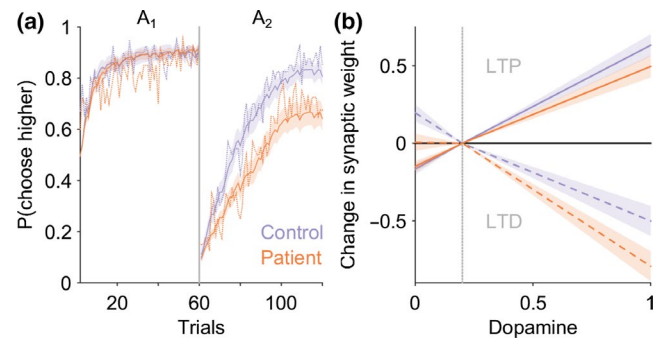 (a)
A₁
A₂
P(choose higher)
1
0.8
0.6
0.4
0.2
0
20
60
100
Control
Patient
Trials
(b)
Change in synaptic weight
0.5
0
−0.5
LTP
LTD
0
0.5
1
Dopamine